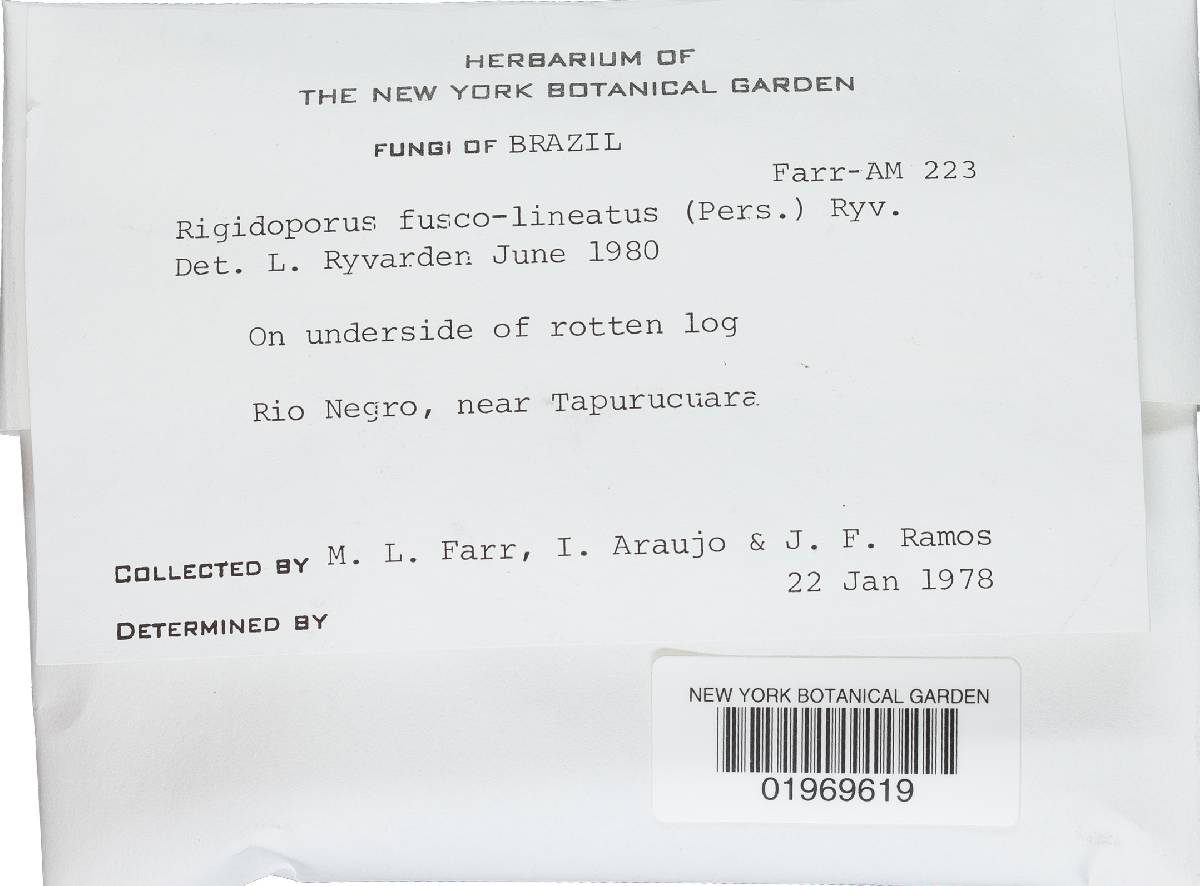 HERBARIUM OF
THE NEW YORK BOTANICAL GARDEN
FUNGI OF BRAZIL
Farr-AM 223
Rigidoporus fusco-lineatus (Pers.) Ryv.
Det. L. Ryvarden June 1980
On underside of rotten log
Rio Negro, near Tapurucuara
COLLECTED BY M. L. Farr, I. Araujo & J. F. Ramos
22 Jan 1978
DETERMINED BY
NEW YORK BOTANICAL GARDEN
01969619